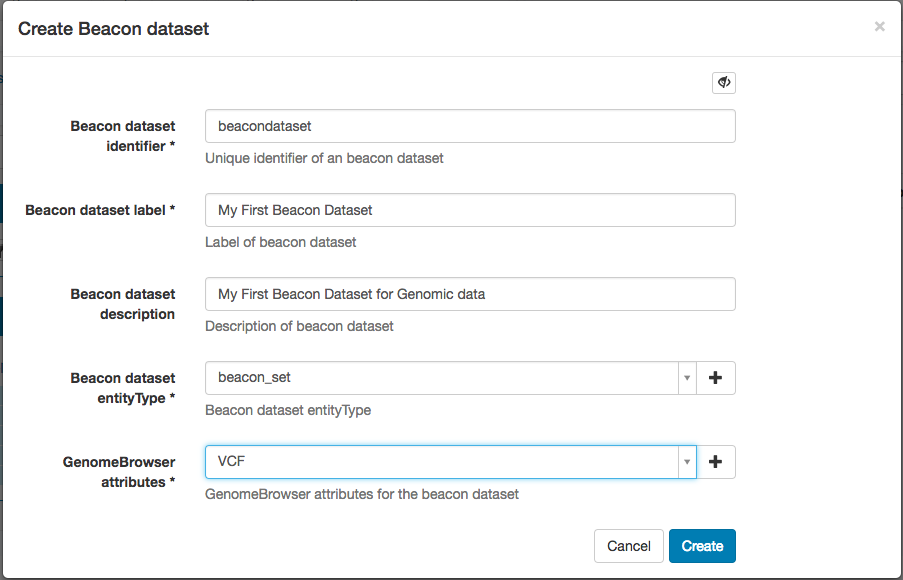 Create Beacon dataset
×
Beacon dataset
identifier *
beacondataset
Unique identifier of an beacon dataset
Beacon dataset label *
My First Beacon Dataset
Label of beacon dataset
Beacon dataset
description
My First Beacon Dataset for Genomic data
Description of beacon dataset
Beacon dataset
entityType *
beacon_set
Beacon dataset entityType
GenomeBrowser
attributes *
VCF
GenomeBrowser attributes for the beacon dataset
Cancel
Create